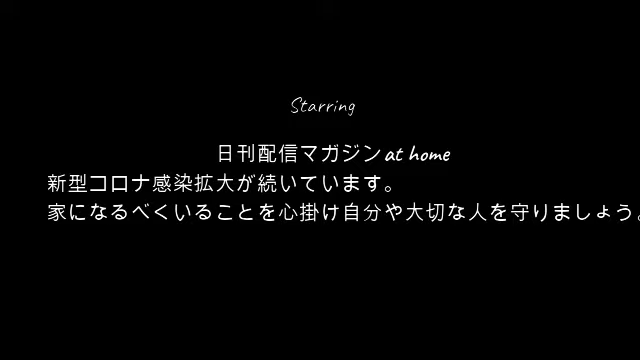 Starring
日刊配信マガジンat home
新型コロナ感染拡大が続いています。
家になるべくいることを心掛け自分や大切な人を守りましょう。